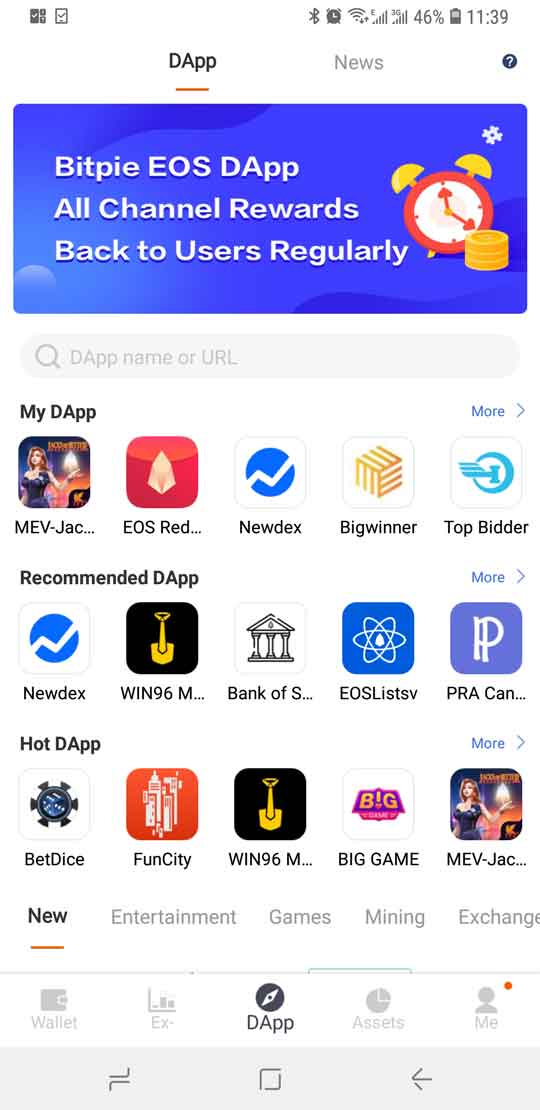 E 3G 46% 11:39
DApp News ?
Bitpie EOS DApp
All Channel Rewards
Back to Users Regularly
DApp name or URL
My DApp More
MEV-Jac... EOS Red... Newdex Bigwinner Top Bidder
Recommended DApp More
Newdex WIN96 M... Bank of S... EOSListsv PRA Can...
Hot DApp More
B!G
GAME
BetDice FunCity WIN96 M... BIG GAME MEV-Jac...
New Entertainment Games Mining Exchange
Wallet Ex- DApp Assets Me